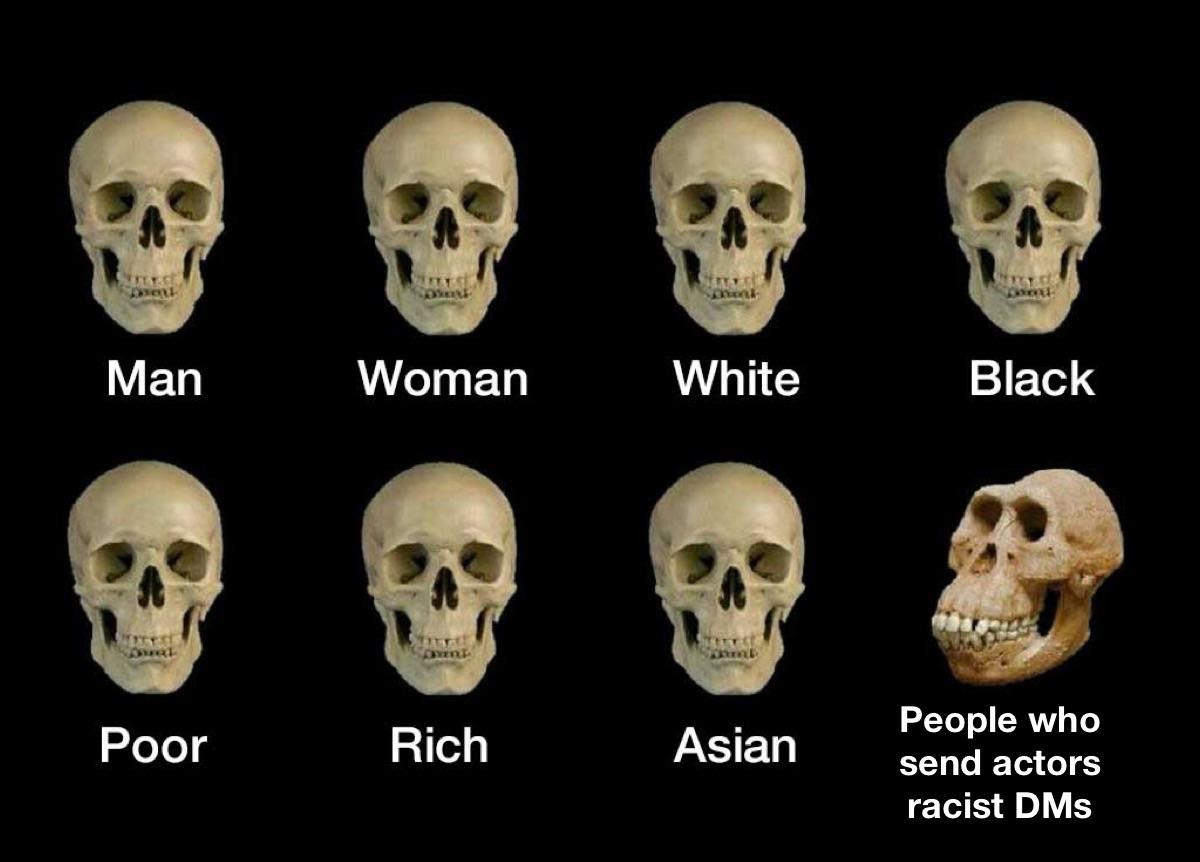 Man
Woman
White
Black
Poor
Rich
Asian
People who
send actors
racist DMs